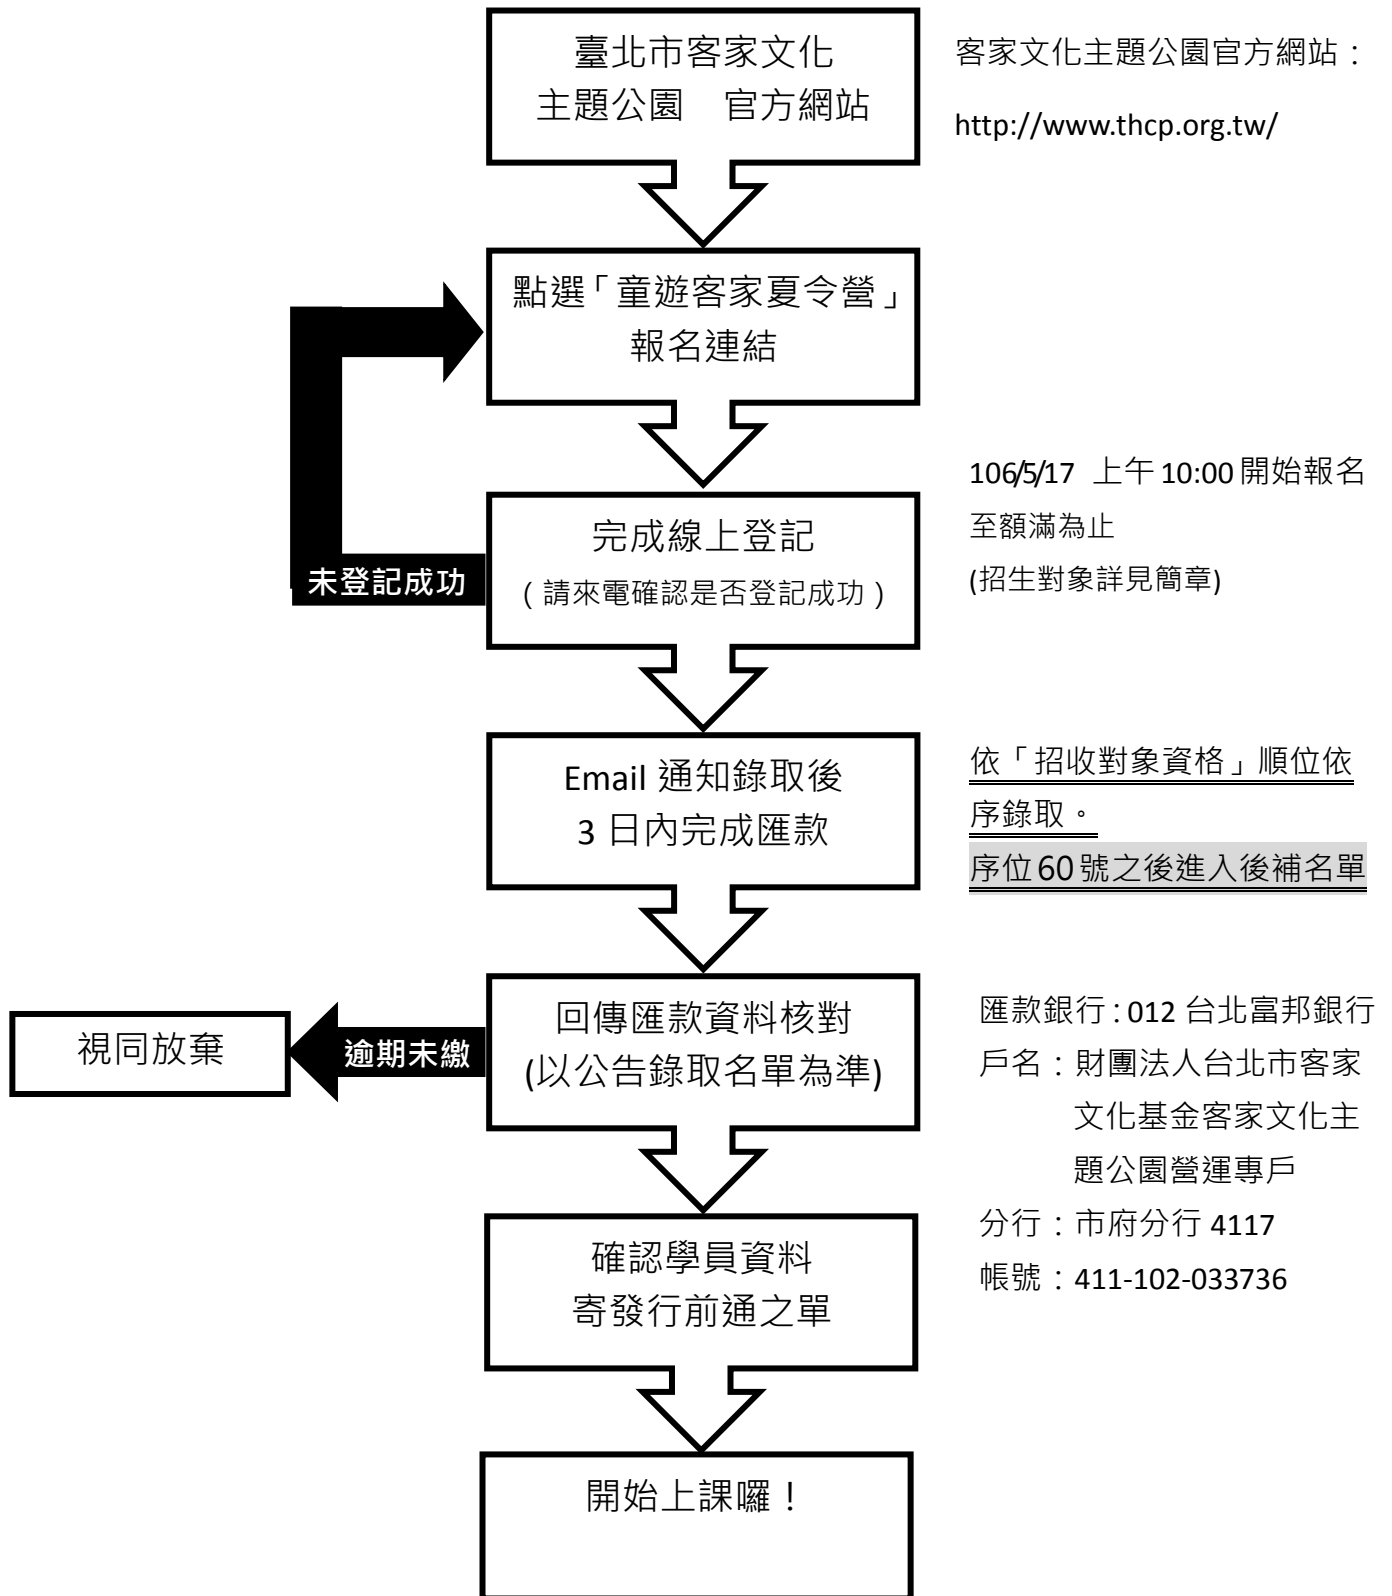 臺北市客家文化
主題公園　官方網站
客家文化主題公園官方網站：
http://www.thcp.org.tw/
點選「童遊客家夏令營」
報名連結
106/5/17 上午 10:00 開始報名
至額滿為止
(招生對象詳見簡章)
完成線上登記
（請來電確認是否登記成功）
未登記成功
Email 通知錄取後
3 日內完成匯款
依「招收對象資格」順位依
序錄取。
序位 60 號之後進入後補名單
回傳匯款資料核對
(以公告錄取名單為準)
逾期未繳
視同放棄
匯款銀行：012 台北富邦銀行
戶名：財團法人台北市客家
文化基金客家文化主
題公園營運專戶
分行：市府分行 4117
帳號：411-102-033736
確認學員資料
寄發行前通之單
開始上課囉！